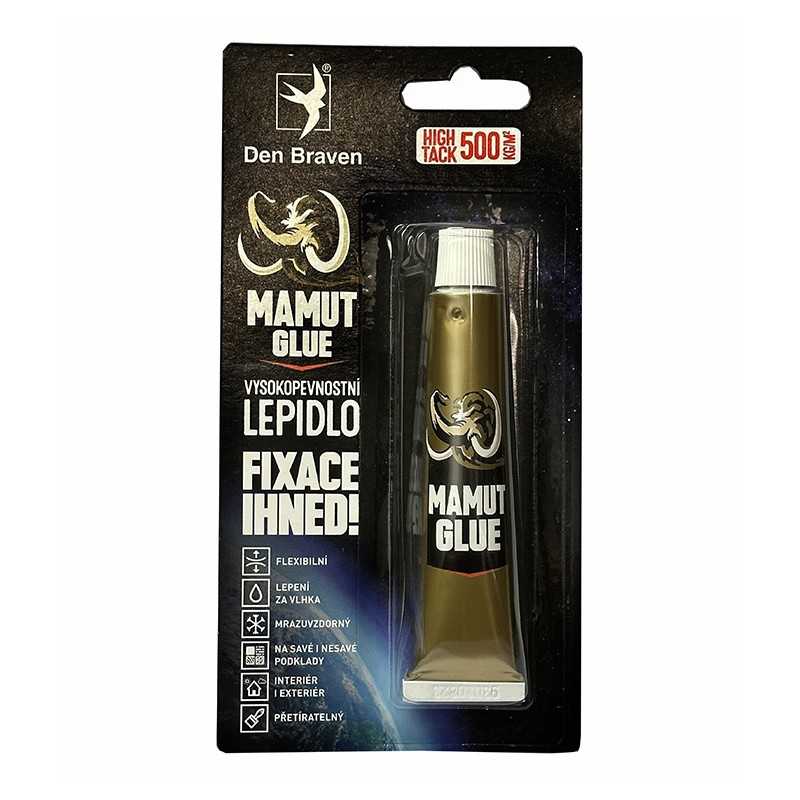 ®
Den Braven
HIGH TACK 500 KG/M²
MAMUT
GLUE
VYSOKOPEVNOSTNÍ
LEPIDLO
FIXACE
IHNED!
FLEXIBILNÍ
LEPENÍ
ZA VLHKA
MRAZUVZDORNÝ
NA SAVÉ I NESAVÉ
PODKLADY
INTERIÉR
I EXTERIÉR
PŘETÍRATELNÝ
MAMUT
GLUE